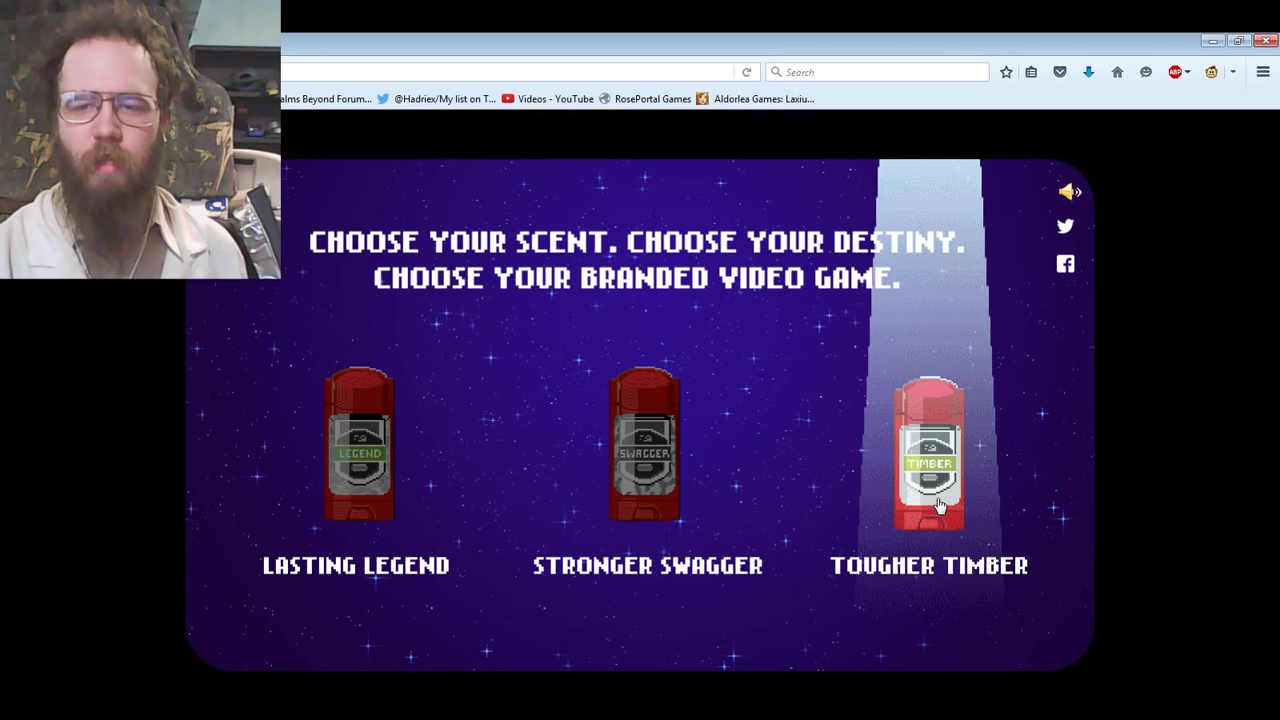 Search
ABP
alms Beyond Forum...
@Hadriex/My list on T...
Videos - YouTube
RosePortal Games
Aldorlea Games: Laxiu...
CHOOSE YOUR SCENT. CHOOSE YOUR DESTINY.
CHOOSE YOUR BRANDED VIDEO GAME.
LEGEND
SWAGGER
TIMBER
LASTING LEGEND
STRONGER SWAGGER
TOUGHER TIMBER